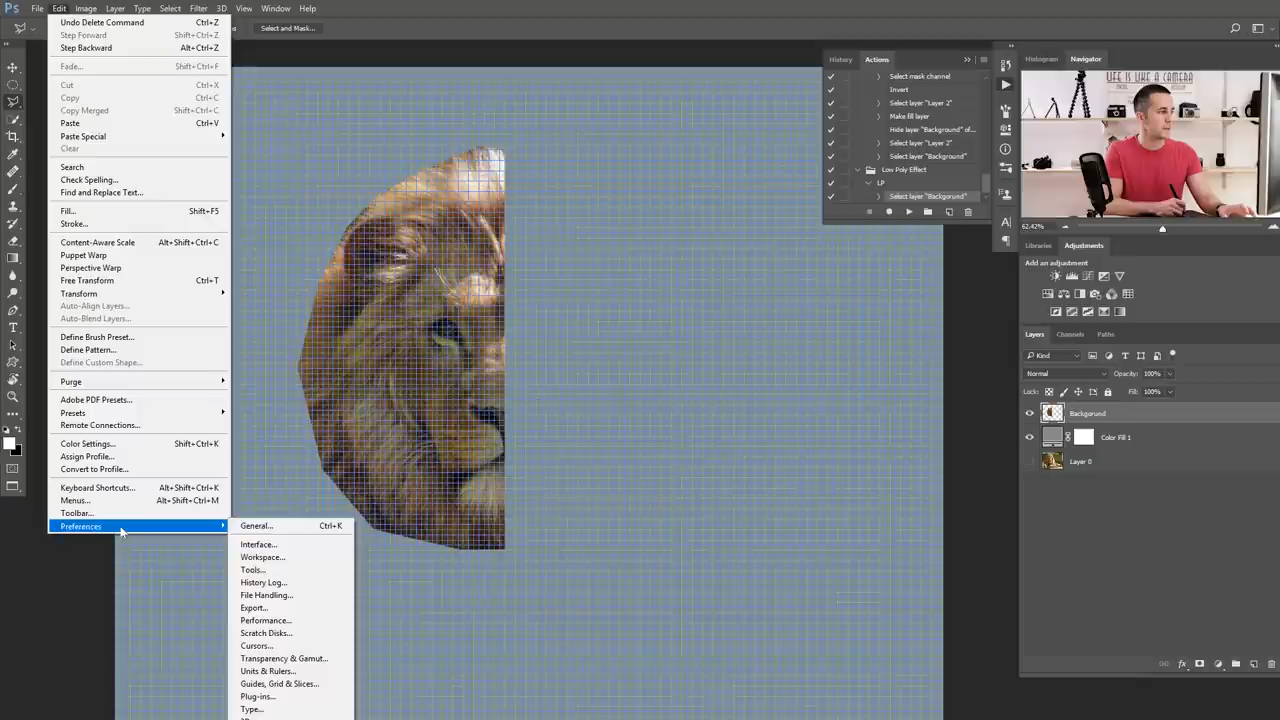 Ps File Edit Image Layer Type Select Filter 3D View Window Help
Select and Mask...
Undo Delete Command Ctrl+Z
Step Forward Shift+Ctrl+Z
Step Backward Alt+Ctrl+Z
Fade... Shift+Ctrl+F
Cut Ctrl+X
Copy Ctrl+C
Copy Merged Shift+Ctrl+C
Paste Ctrl+V
Paste Special
Clear
Search
Check Spelling...
Find and Replace Text...
Fill... Shift+F5
Stroke...
Content-Aware Scale Alt+Shift+Ctrl+C
Puppet Warp
Perspective Warp
Free Transform Ctrl+T
Transform
Auto-Align Layers...
Auto-Blend Layers...
Define Brush Preset...
Define Pattern...
Define Custom Shape...
Purge
Adobe PDF Presets...
Presets
Remote Connections...
Color Settings... Shift+Ctrl+K
Assign Profile...
Convert to Profile...
Keyboard Shortcuts... Alt+Shift+Ctrl+K
Menus... Alt+Shift+Ctrl+M
Toolbar...
Preferences
General... Ctrl+K
Interface...
Workspace...
Tools...
History Log...
File Handling...
Export...
Performance...
Scratch Disks...
Cursors...
Transparency & Gamut...
Units & Rulers...
Guides, Grid & Slices...
Plug-ins...
Type...
History Actions
Select mask channel
Invert
Select layer "Layer 2"
Make fill layer
Hide layer "Background" of...
Select layer "Layer 2"
Select layer "Background"
Low Poly Effect
LP
Select layer "Background"
Histogram Navigator
LIFE IS LIKE A CAMERA
62.42%
Libraries Adjustments
Add an adjustment
Layers Channels Paths
Kind
Normal Opacity: 100%
Lock: Fill: 100%
Background
Color Fill 1
Layer 0